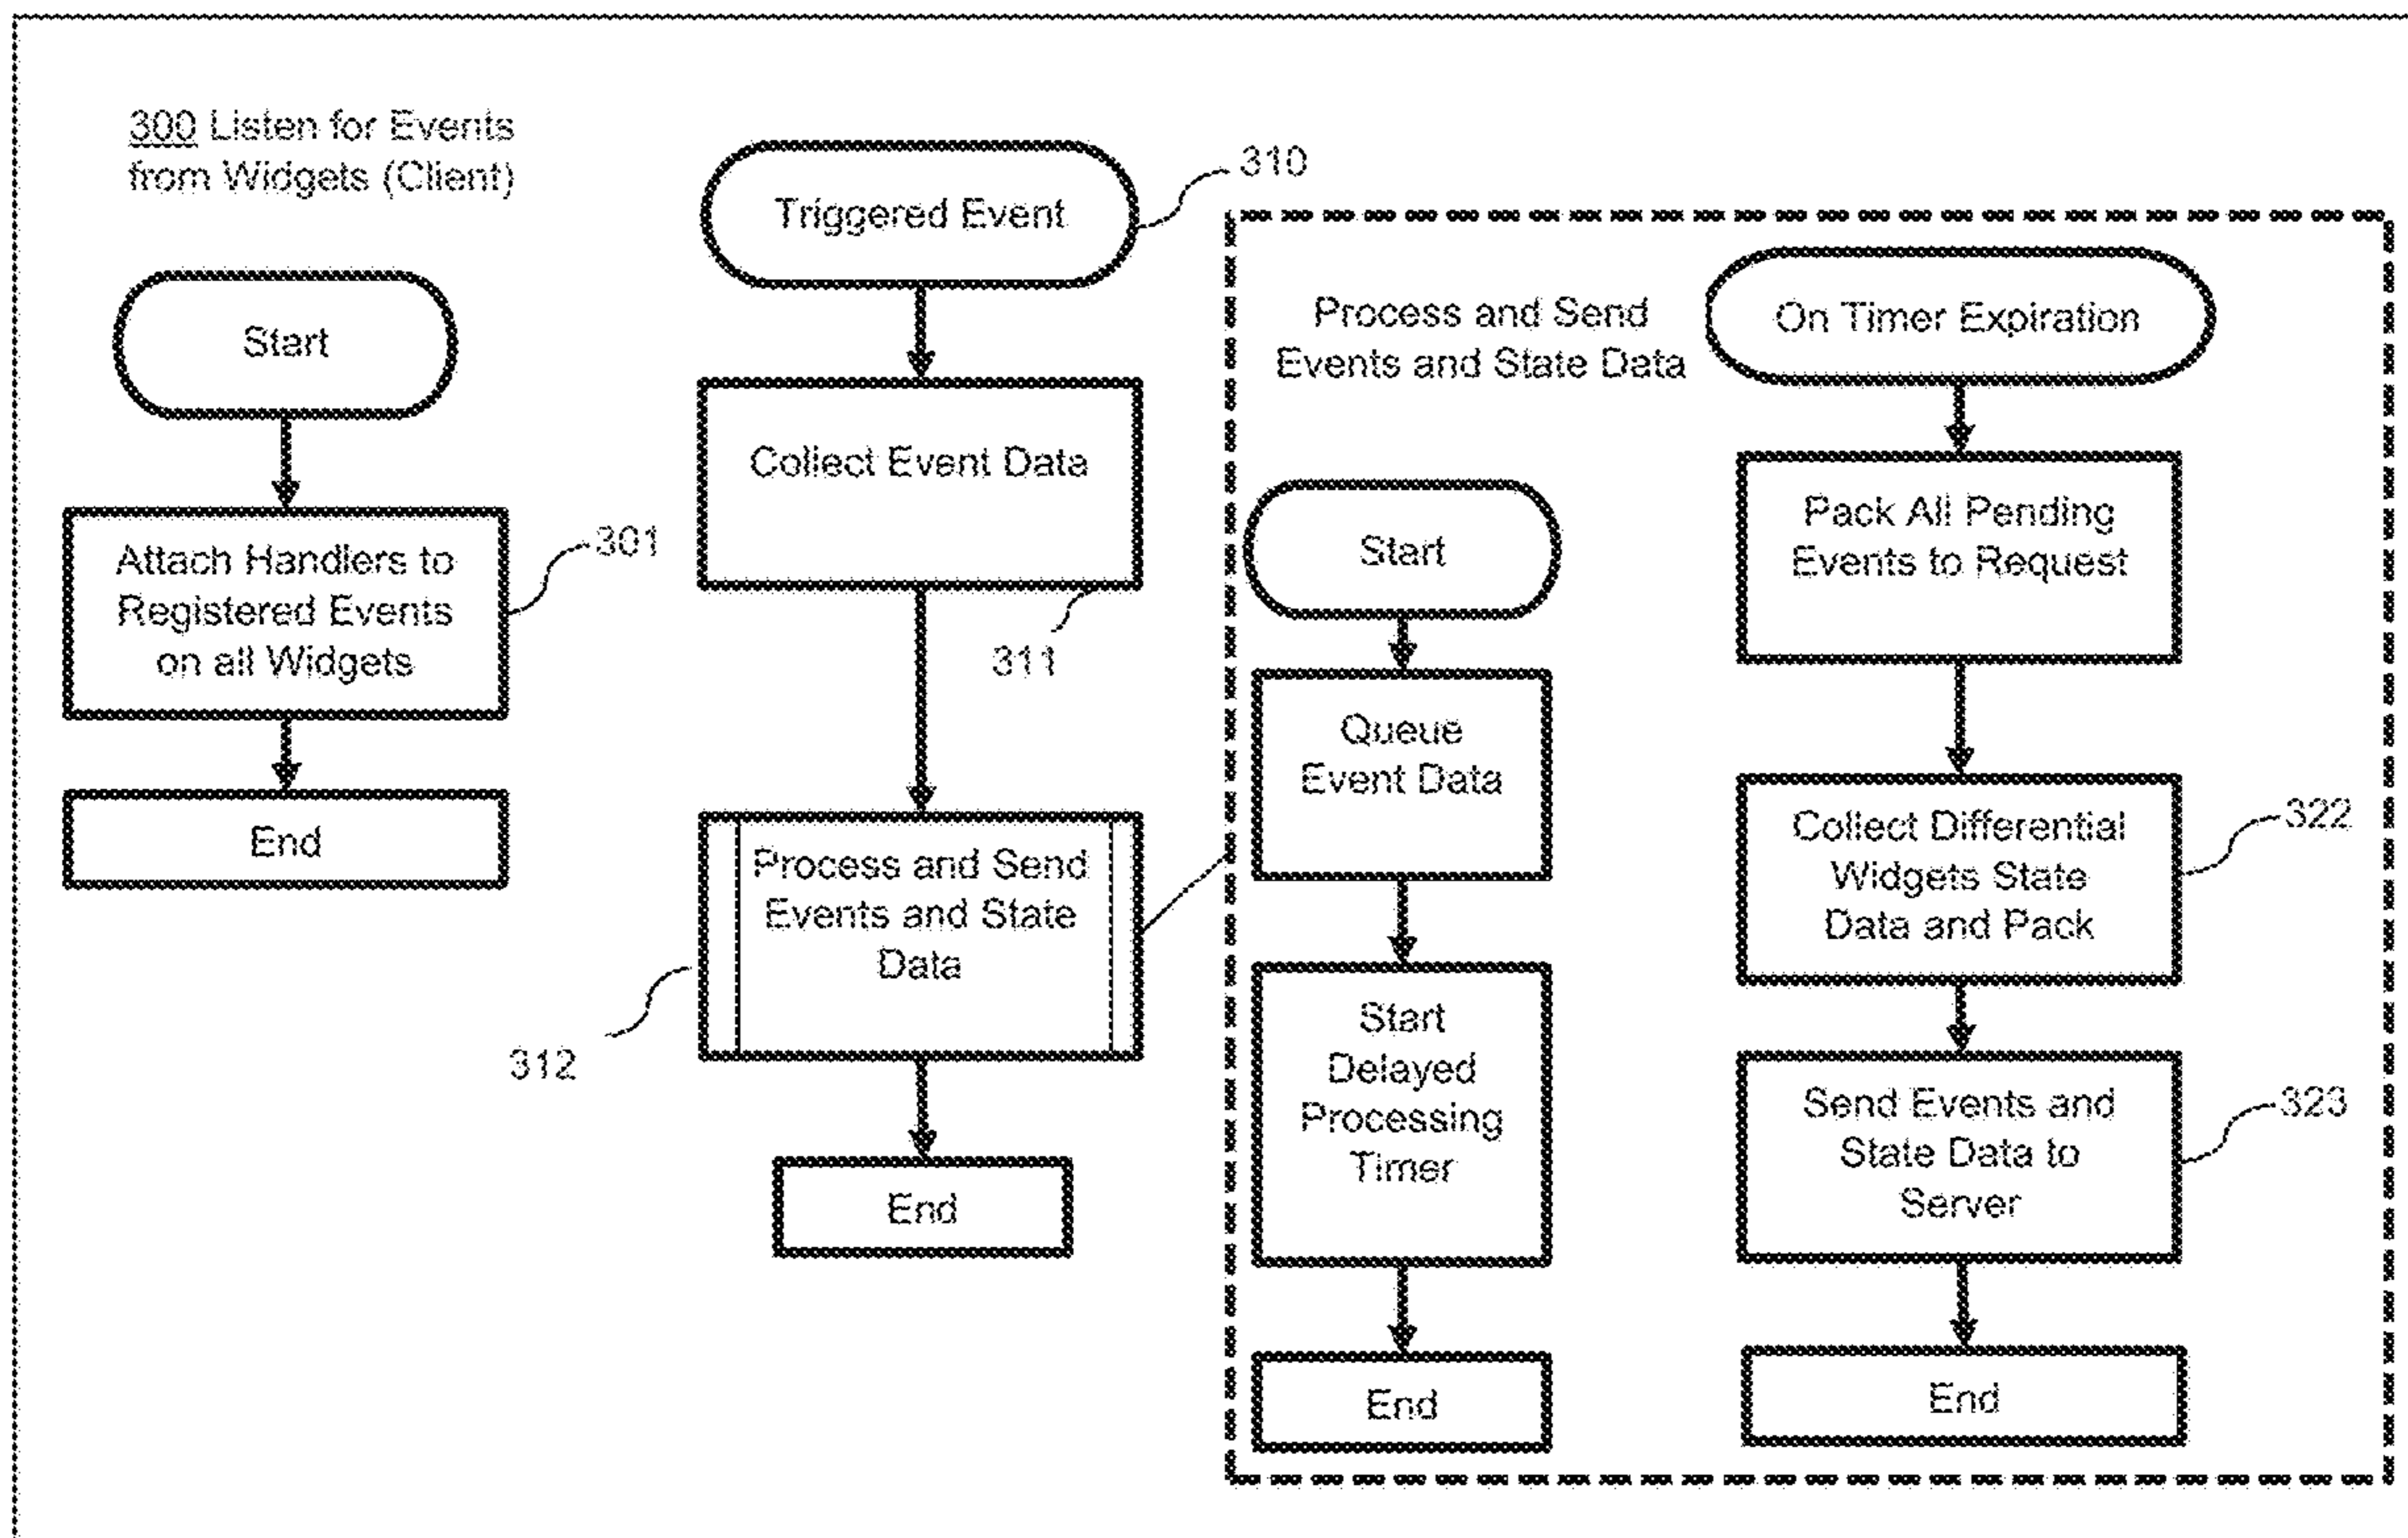 300 Listen for Events
from Widgets (Client)
Start
Attach Handlers to
Registered Events
on all Widgets
301
End
Triggered Event
310
Collect Event Data
311
Process and Send
Events and State
Data
312
End
Process and Send
Events and State Data
Start
Queue
Event Data
Start
Delayed
Processing
Timer
End
On Timer Expiration
Pack All Pending
Events to Request
Collect Differential
Widgets State
Data and Pack
322
Send Events and
State Data to
Server
323
End